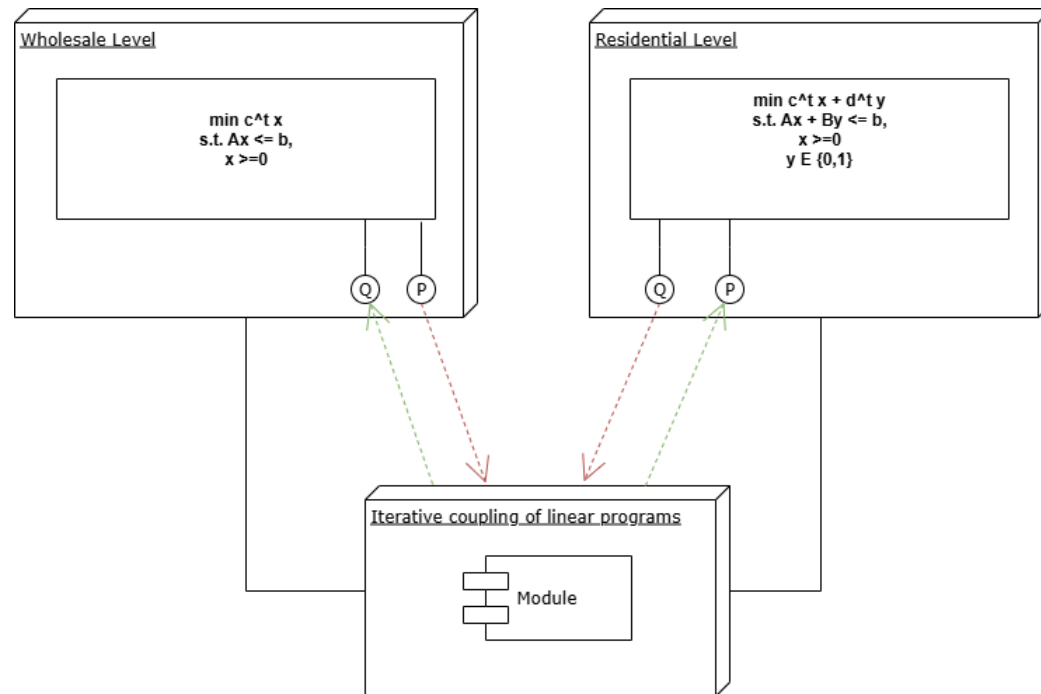 Wholesale Level
min c^t x
s.t. Ax <= b,
x >=0
Q
P
Residential Level
min c^t x + d^t y
s.t. Ax + By <= b,
x >=0
y E {0,1}
Q
P
Iterative coupling of linear programs
Module